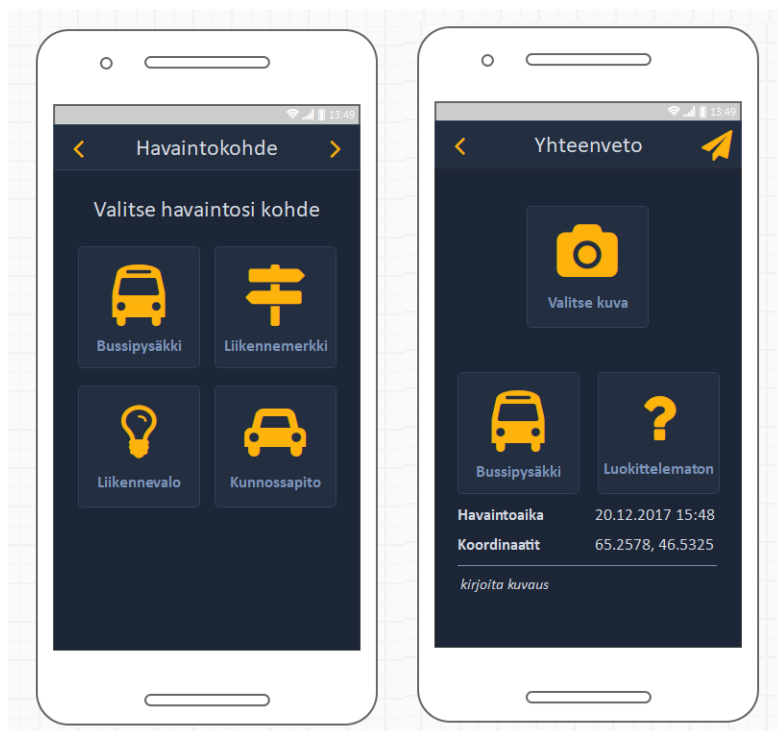 13:49
Havaintokohde
Valitse havaintosi kohde
Bussipysäkki
Liikennemerkki
Liikennevalo
Kunnossapito
13:49
Yhteenveto
Valitse kuva
Bussipysäkki
Luokittelematon
Havaintoaika 20.12.2017 15:48
Koordinaatit 65.2578, 46.5325
kirjoita kuvaus